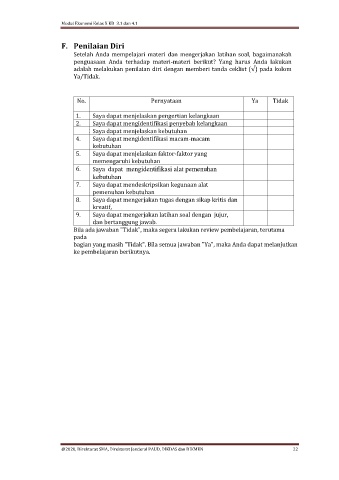 Modul Ekonomi Kelas X KD 3.1 dan 4.1
F. Penilaian Diri
Setelah Anda mempelajari materi dan mengerjakan latihan soal, bagaimanakah
penguasaan Anda terhadap materi-materi berikut? Yang harus Anda lakukan
adalah melakukan penilaian diri dengan memberi tanda ceklist (√) pada kolom
Ya/Tidak.
No. Pernyataan Ya Tidak
1. Saya dapat menjelaskan pengertian kelangkaan
2. Saya dapat mengidentifikasi penyebab kelangkaan
Saya dapat menjelaskan kebutuhan
4. Saya dapat mengidentifikasi macam-macam
kebutuhan
5. Saya dapat menjelaskan faktor-faktor yang
memengaruhi kebutuhan
6. Saya dapat mengidentifikasi alat pemenuhan
kebutuhan
7. Saya dapat mendeskripsikan kegunaan alat
pemenuhan kebutuhan
8. Saya dapat mengerjakan tugas dengan sikap kritis dan
kreatif,
9. Saya dapat mengerjakan latihan soal dengan jujur,
dan bertanggung jawab.
Bila ada jawaban "Tidak", maka segera lakukan review pembelajaran, terutama
pada
bagian yang masih "Tidak". Bila semua jawaban "Ya", maka Anda dapat melanjutkan
ke pembelajaran berikutnya.
@2020, Direktorat SMA, Direktorat Jenderal PAUD, DIKDAS dan DIKMEN 22